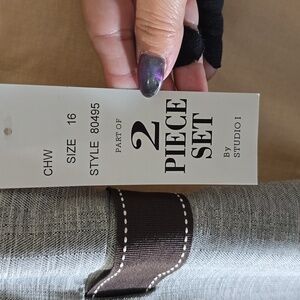 CHW
SIZE 16
STYLE 80495
PART OF
2
PIECE
SET
By
STUDIO I